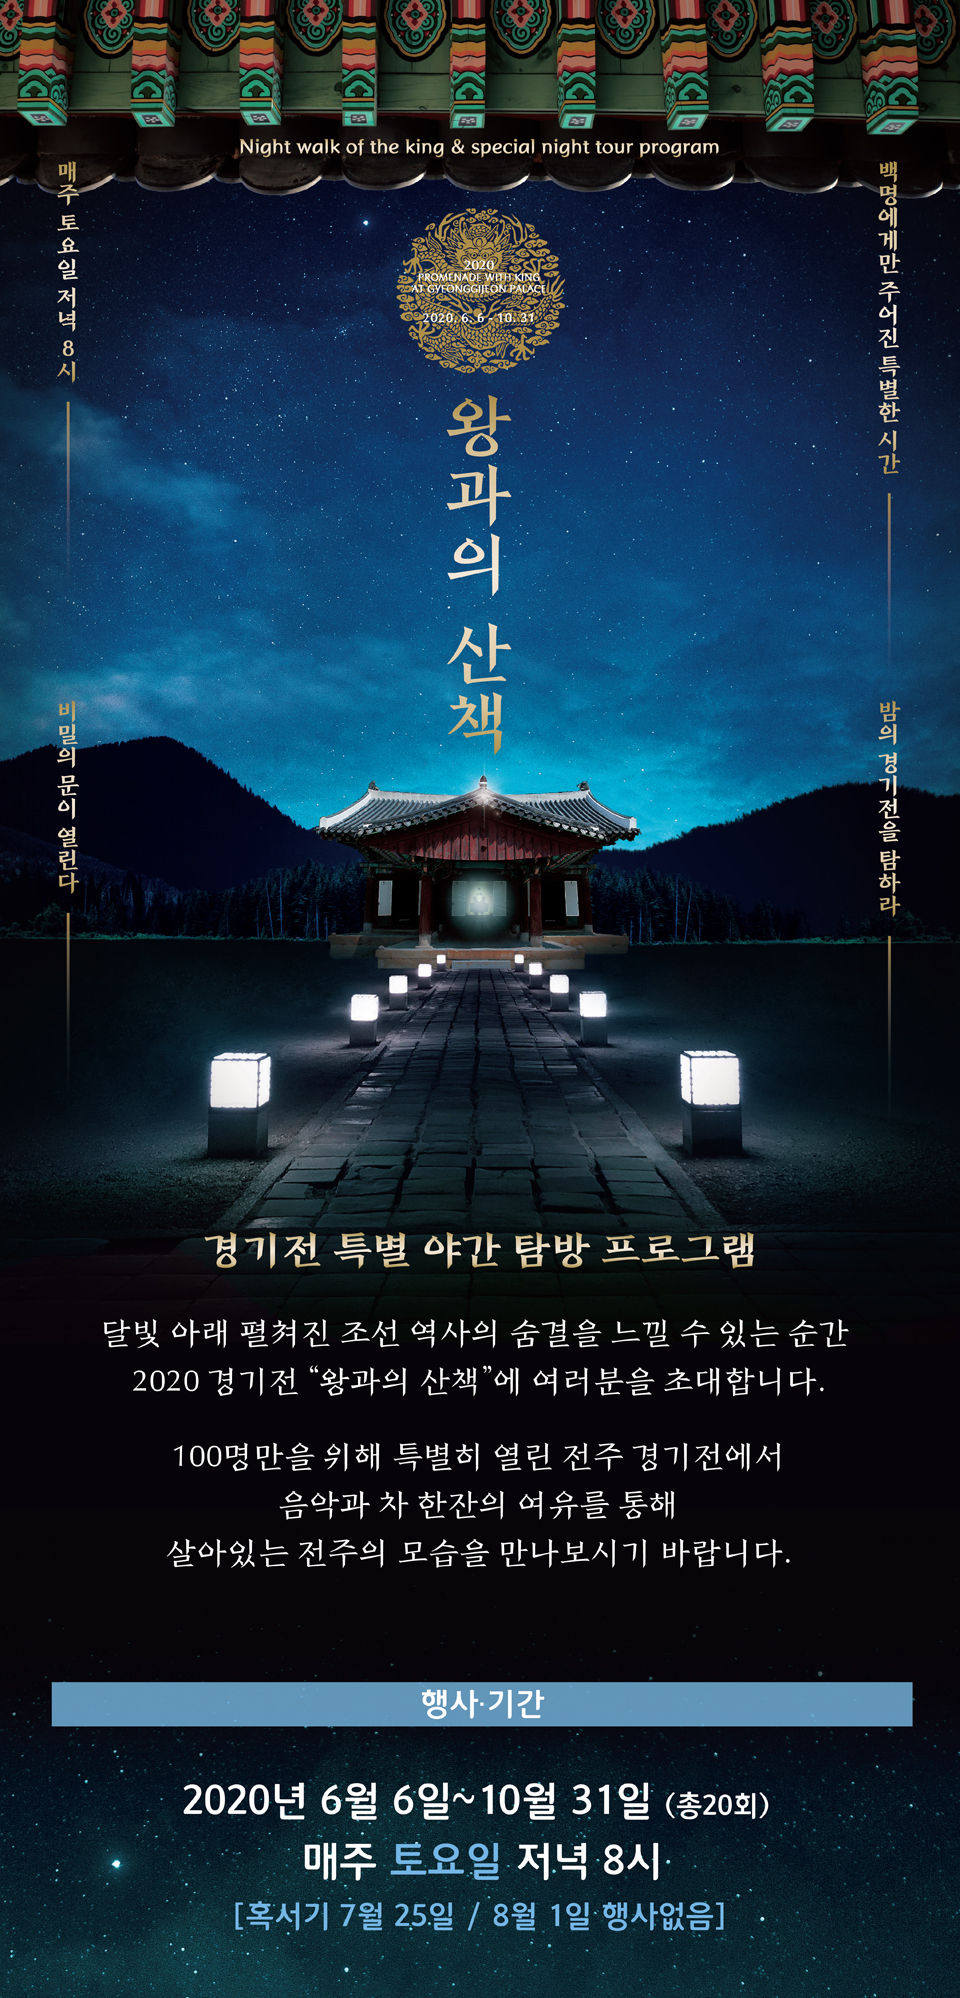 Night walk of the king & special night tour program
매주 토요일 저녁 8시
백명에게만 주어진 특별한 시간
2020
PROMENADE WITH KING
AT GYEONGGIJEON PALACE
2020. 6. 6 - 10. 31
왕과의 산책
비밀의 문이 열린다
밤의 경기전을 탐하라
경기전 특별 야간 탐방 프로그램
달빛 아래 펼쳐진 조선 역사의 숨결을 느낄 수 있는 순간
2020 경기전 “왕과의 산책”에 여러분을 초대합니다.
100명만을 위해 특별히 열린 전주 경기전에서
음악과 차 한잔의 여유를 통해
살아있는 전주의 모습을 만나보시기 바랍니다.
행사·기간
2020년 6월 6일~10월 31일 (총20회)
매주 토요일 저녁 8시
[혹서기 7월 25일 / 8월 1일 행사없음]